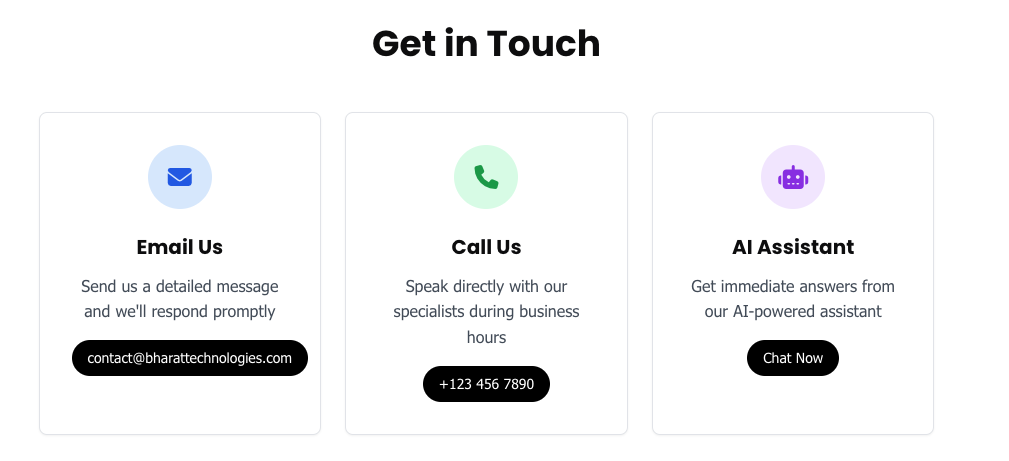 Get in Touch
Email Us
Send us a detailed message
and we'll respond promptly
contact@bharattechnologies.com
Call Us
Speak directly with our
specialists during business
hours
+123 456 7890
AI Assistant
Get immediate answers from
our AI-powered assistant
Chat Now